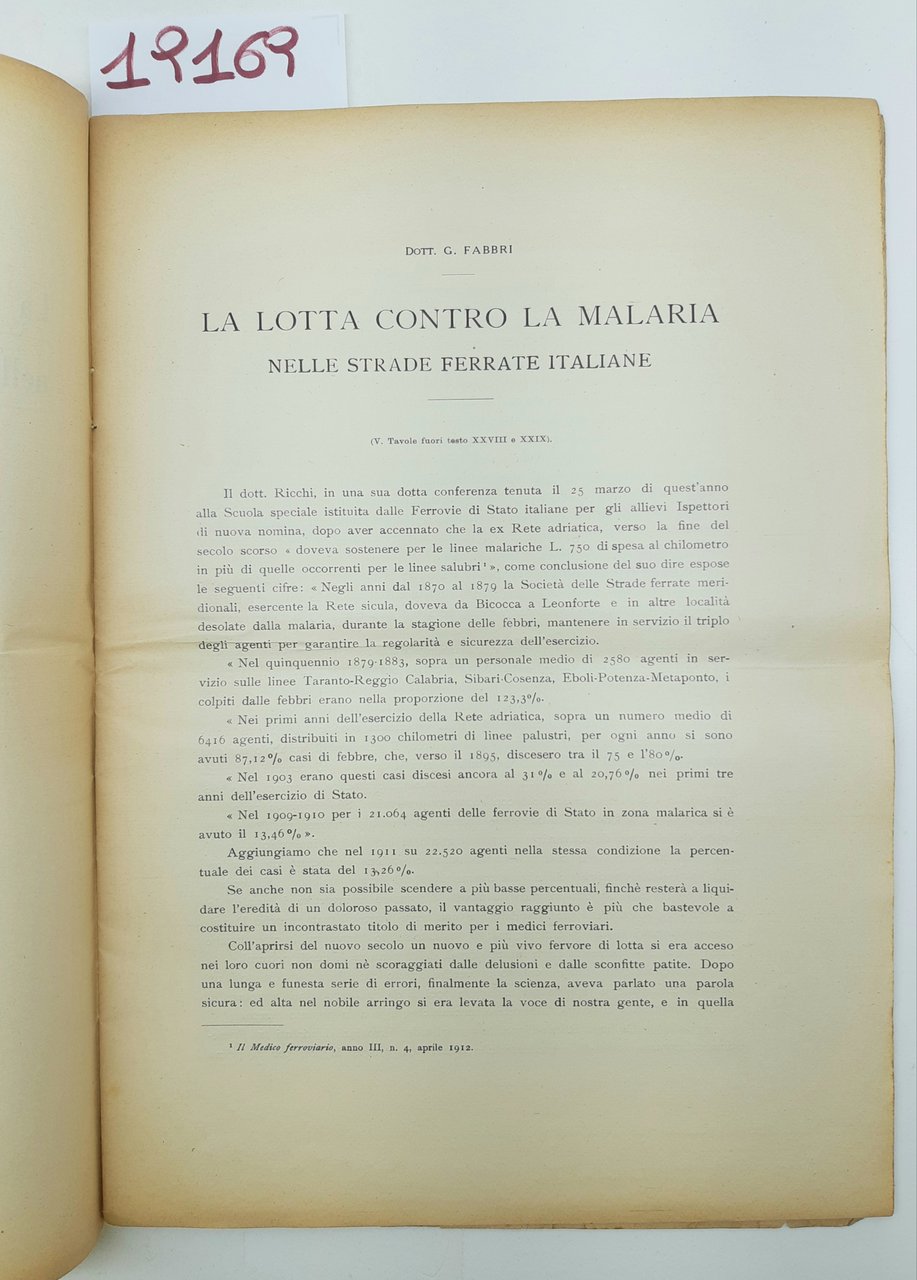 19169
DOTT. G. FABBRI
LA LOTTA CONTRO LA MALARIA
NELLE STRADE FERRATE ITALIANE
(V. Tavole fuori testo XXVIII e XXIX).
Il dott. Ricchi, in una sua dotta conferenza tenuta il 25 marzo di quest'anno
alla Scuola speciale istituita dalle Ferrovie di Stato italiane per gli allievi Ispettori
di nuova nomina, dopo aver accennato che la ex Rete adriatica, verso la fine del
secolo scorso « doveva sostenere per le linee malariche L. 750 di spesa al chilometro
in più di quelle occorrenti per le linee salubri ¹ », come conclusione del suo dire espose
le seguenti cifre: « Negli anni dal 1870 al 1879 la Società delle Strade ferrate meri-
dionali, esercente la Rete sicula, doveva da Bicocca a Leonforte e in altre località
desolate dalla malaria, durante la stagione delle febbri, mantenere in servizio il triplo
degli agenti per garantire la regolarità e sicurezza dell'esercizio.
« Nel quinquennio 1879-1883, sopra un personale medio di 2580 agenti in ser-
vizio sulle linee Taranto-Reggio Calabria, Sibari-Cosenza, Eboli-Potenza-Metaponto, i
colpiti dalle febbri erano nella proporzione del 123,3%.
« Nei primi anni dell'esercizio della Rete adriatica, sopra un numero medio di
6416 agenti, distribuiti in 1300 chilometri di linee palustri, per ogni anno si sono
avuti 87,12% casi di febbre, che, verso il 1895, discesero tra il 75 e l'80%.
« Nel 1903 erano questi casi discesi ancora al 31% e al 20,76% nei primi tre
anni dell'esercizio di Stato.
« Nel 1909-1910 per i 21.064 agenti delle ferrovie di Stato in zona malarica si è
avuto il 13,46% ».
Aggiungiamo che nel 1911 su 22.520 agenti nella stessa condizione la percen-
tuale dei casi è stata del 13,26%.
Se anche non sia possibile scendere a più basse percentuali, finchè resterà a liqui-
dare l'eredità di un doloroso passato, il vantaggio raggiunto è più che bastevole a
costituire un incontrastato titolo di merito per i medici ferroviari.
Coll'aprirsi del nuovo secolo un nuovo e più vivo fervore di lotta si era acceso
nei loro cuori non domi nè scoraggiati dalle delusioni e dalle sconfitte patite. Dopo
una lunga e funesta serie di errori, finalmente la scienza, aveva parlato una parola
sicura: ed alta nel nobile arringo si era levata la voce di nostra gente, e in quella
¹ Il Medico ferroviario, anno III, n. 4, aprile 1912.